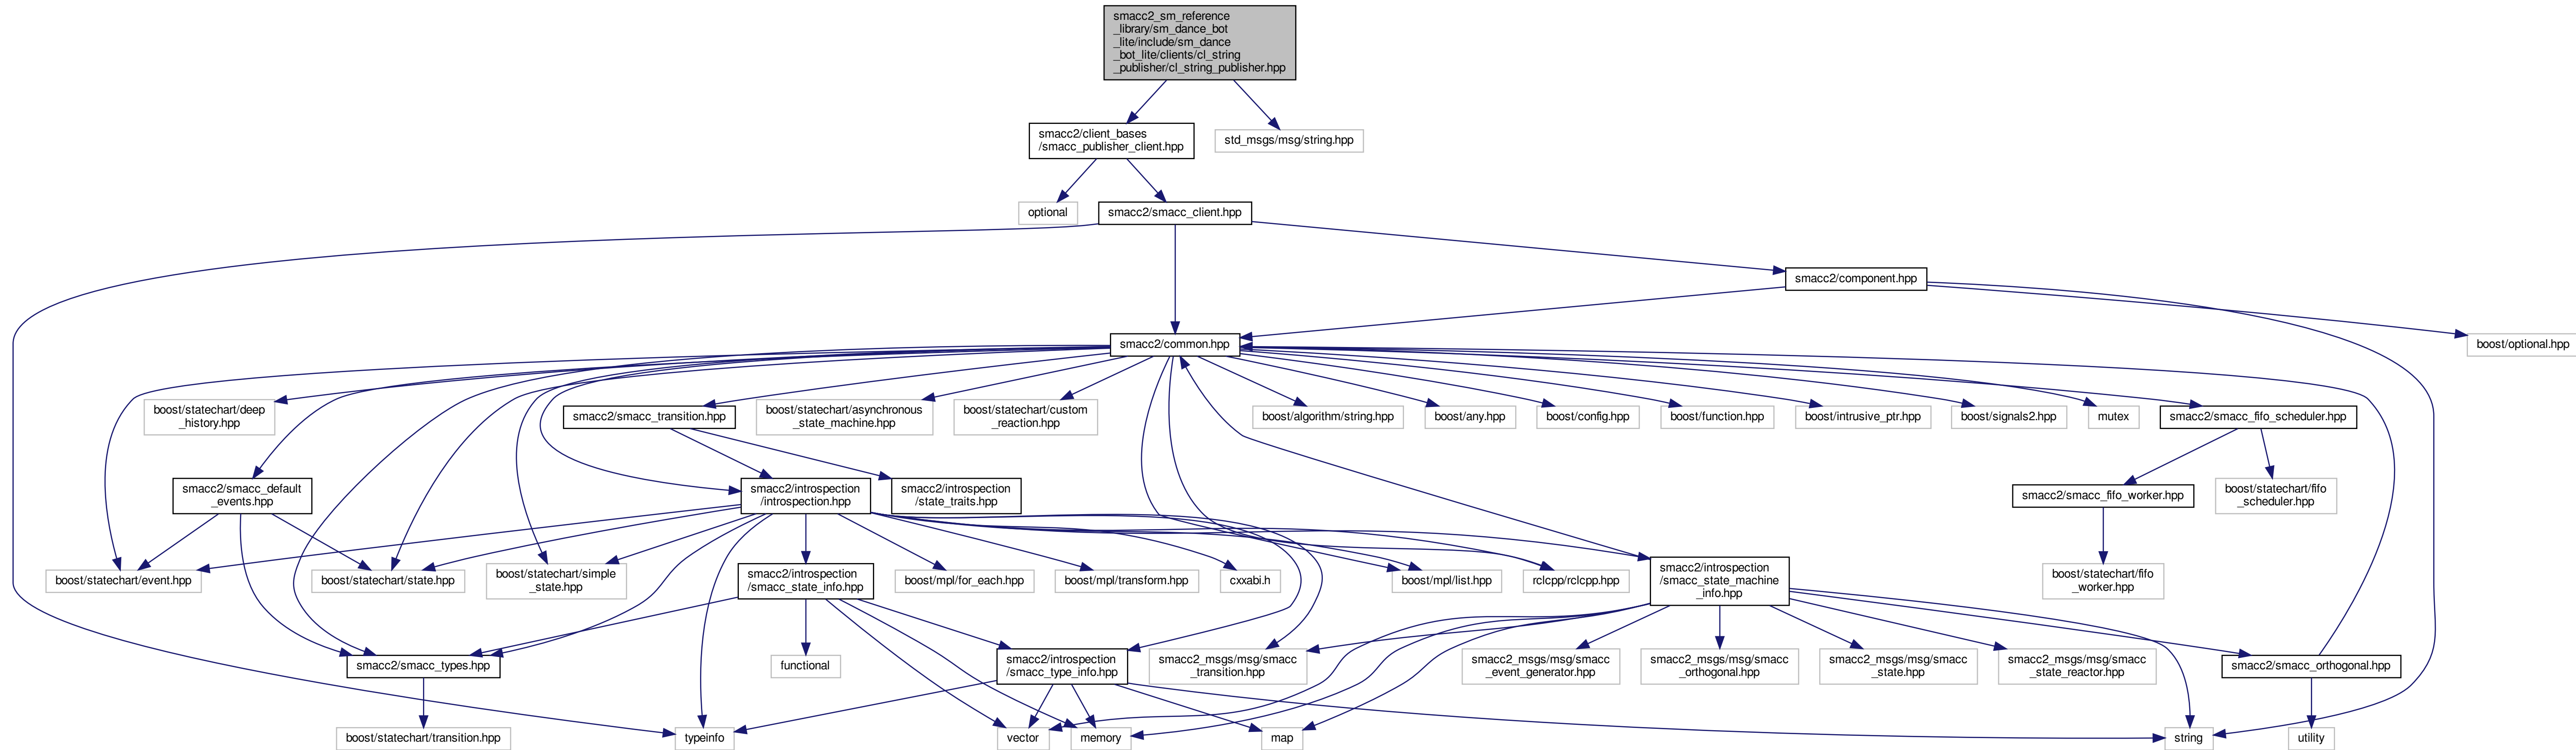 smacc2_sm_reference
_library/sm_dance_bot
_lite/include/sm_dance
_bot_lite/clients/cl_string
_publisher/cl_string_publisher.hpp
smacc2/client_bases
/smacc_publisher_client.hpp
std_msgs/msg/string.hpp
optional
smacc2/smacc_client.hpp
smacc2/component.hpp
smacc2/common.hpp
boost/optional.hpp
boost/statechart/deep
_history.hpp
smacc2/smacc_transition.hpp
boost/statechart/asynchronous
_state_machine.hpp
boost/statechart/custom
_reaction.hpp
boost/algorithm/string.hpp
boost/any.hpp
boost/config.hpp
boost/function.hpp
boost/intrusive_ptr.hpp
boost/signals2.hpp
mutex
smacc2/smacc_fifo_scheduler.hpp
smacc2/smacc_default
_events.hpp
smacc2/introspection
/introspection.hpp
smacc2/introspection
/state_traits.hpp
smacc2/smacc_fifo_worker.hpp
boost/statechart/fifo
_scheduler.hpp
boost/statechart/event.hpp
boost/statechart/state.hpp
boost/statechart/simple
_state.hpp
smacc2/introspection
/smacc_state_info.hpp
boost/mpl/for_each.hpp
boost/mpl/transform.hpp
cxxabi.h
boost/mpl/list.hpp
rclcpp/rclcpp.hpp
smacc2/introspection
/smacc_state_machine
_info.hpp
boost/statechart/fifo
_worker.hpp
smacc2/smacc_types.hpp
functional
smacc2/introspection
/smacc_type_info.hpp
smacc2_msgs/msg/smacc
_transition.hpp
smacc2_msgs/msg/smacc
_event_generator.hpp
smacc2_msgs/msg/smacc
_orthogonal.hpp
smacc2_msgs/msg/smacc
_state.hpp
smacc2_msgs/msg/smacc
_state_reactor.hpp
smacc2/smacc_orthogonal.hpp
boost/statechart/transition.hpp
typeinfo
vector
memory
map
string
utility